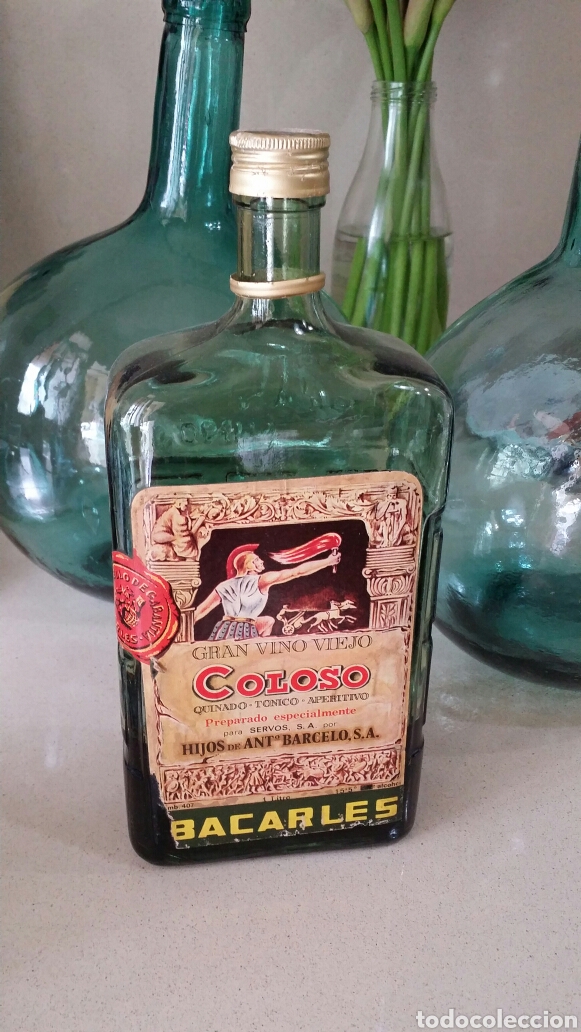 GRAN VINO VIEJO
COLOSO
QUINADO-TONICO-APERITIVO
Preparado especialmente
para SERVOS, S.A. por
HIJOS DE ANTº BARCELO, S.A.
1 Litro
alcohol
BACARLES
todocoleccion